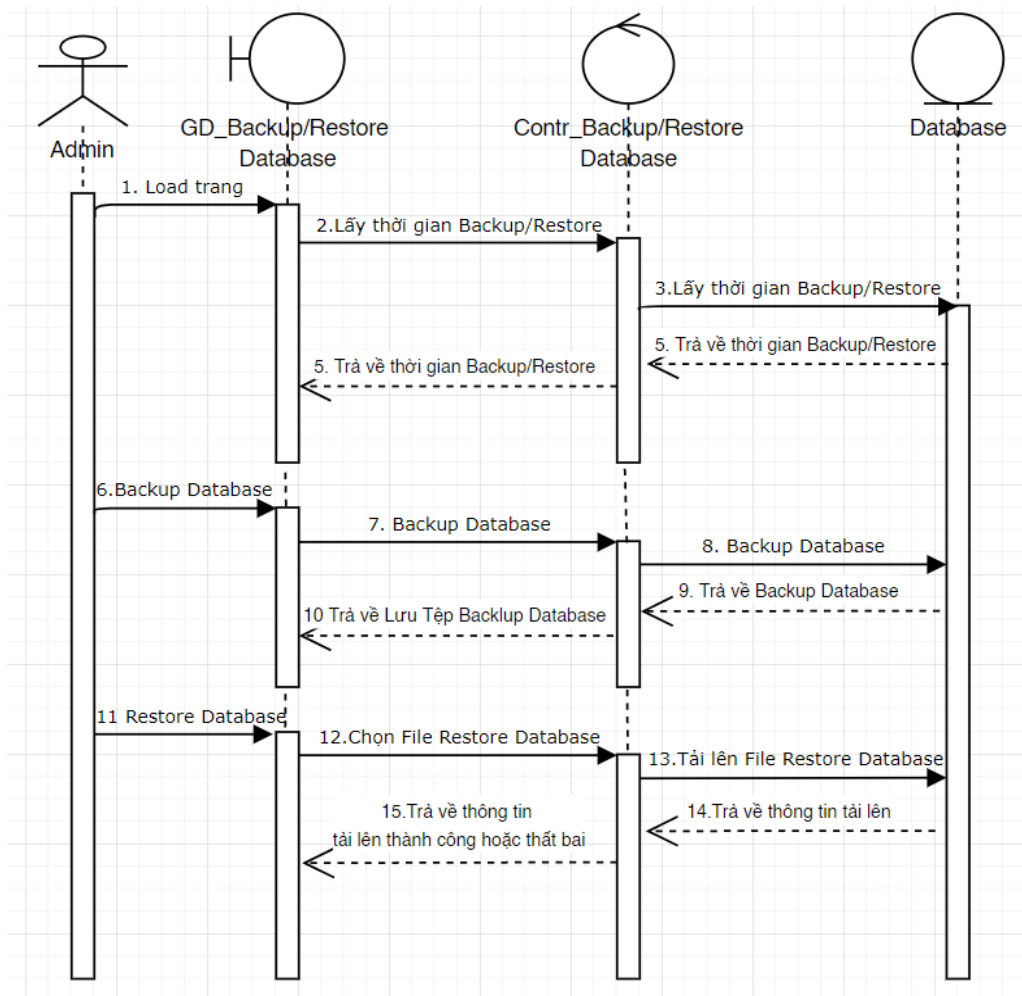 Admin
GD_Backup/Restore
Database
Contr_Backup/Restore
Database
Database
1. Load trang
2.Lấy thời gian Backup/Restore
3.Lấy thời gian Backup/Restore
5. Trả về thời gian Backup/Restore
5. Trả về thời gian Backup/Restore
6.Backup Database
7. Backup Database
8. Backup Database
9. Trả về Backup Database
10 Trả về Lưu Tệp Backlup Database
11 Restore Database
12.Chọn File Restore Database
13.Tải lên File Restore Database
14.Trả về thông tin tải lên
15.Trả về thông tin
tải lên thành công hoặc thất bai